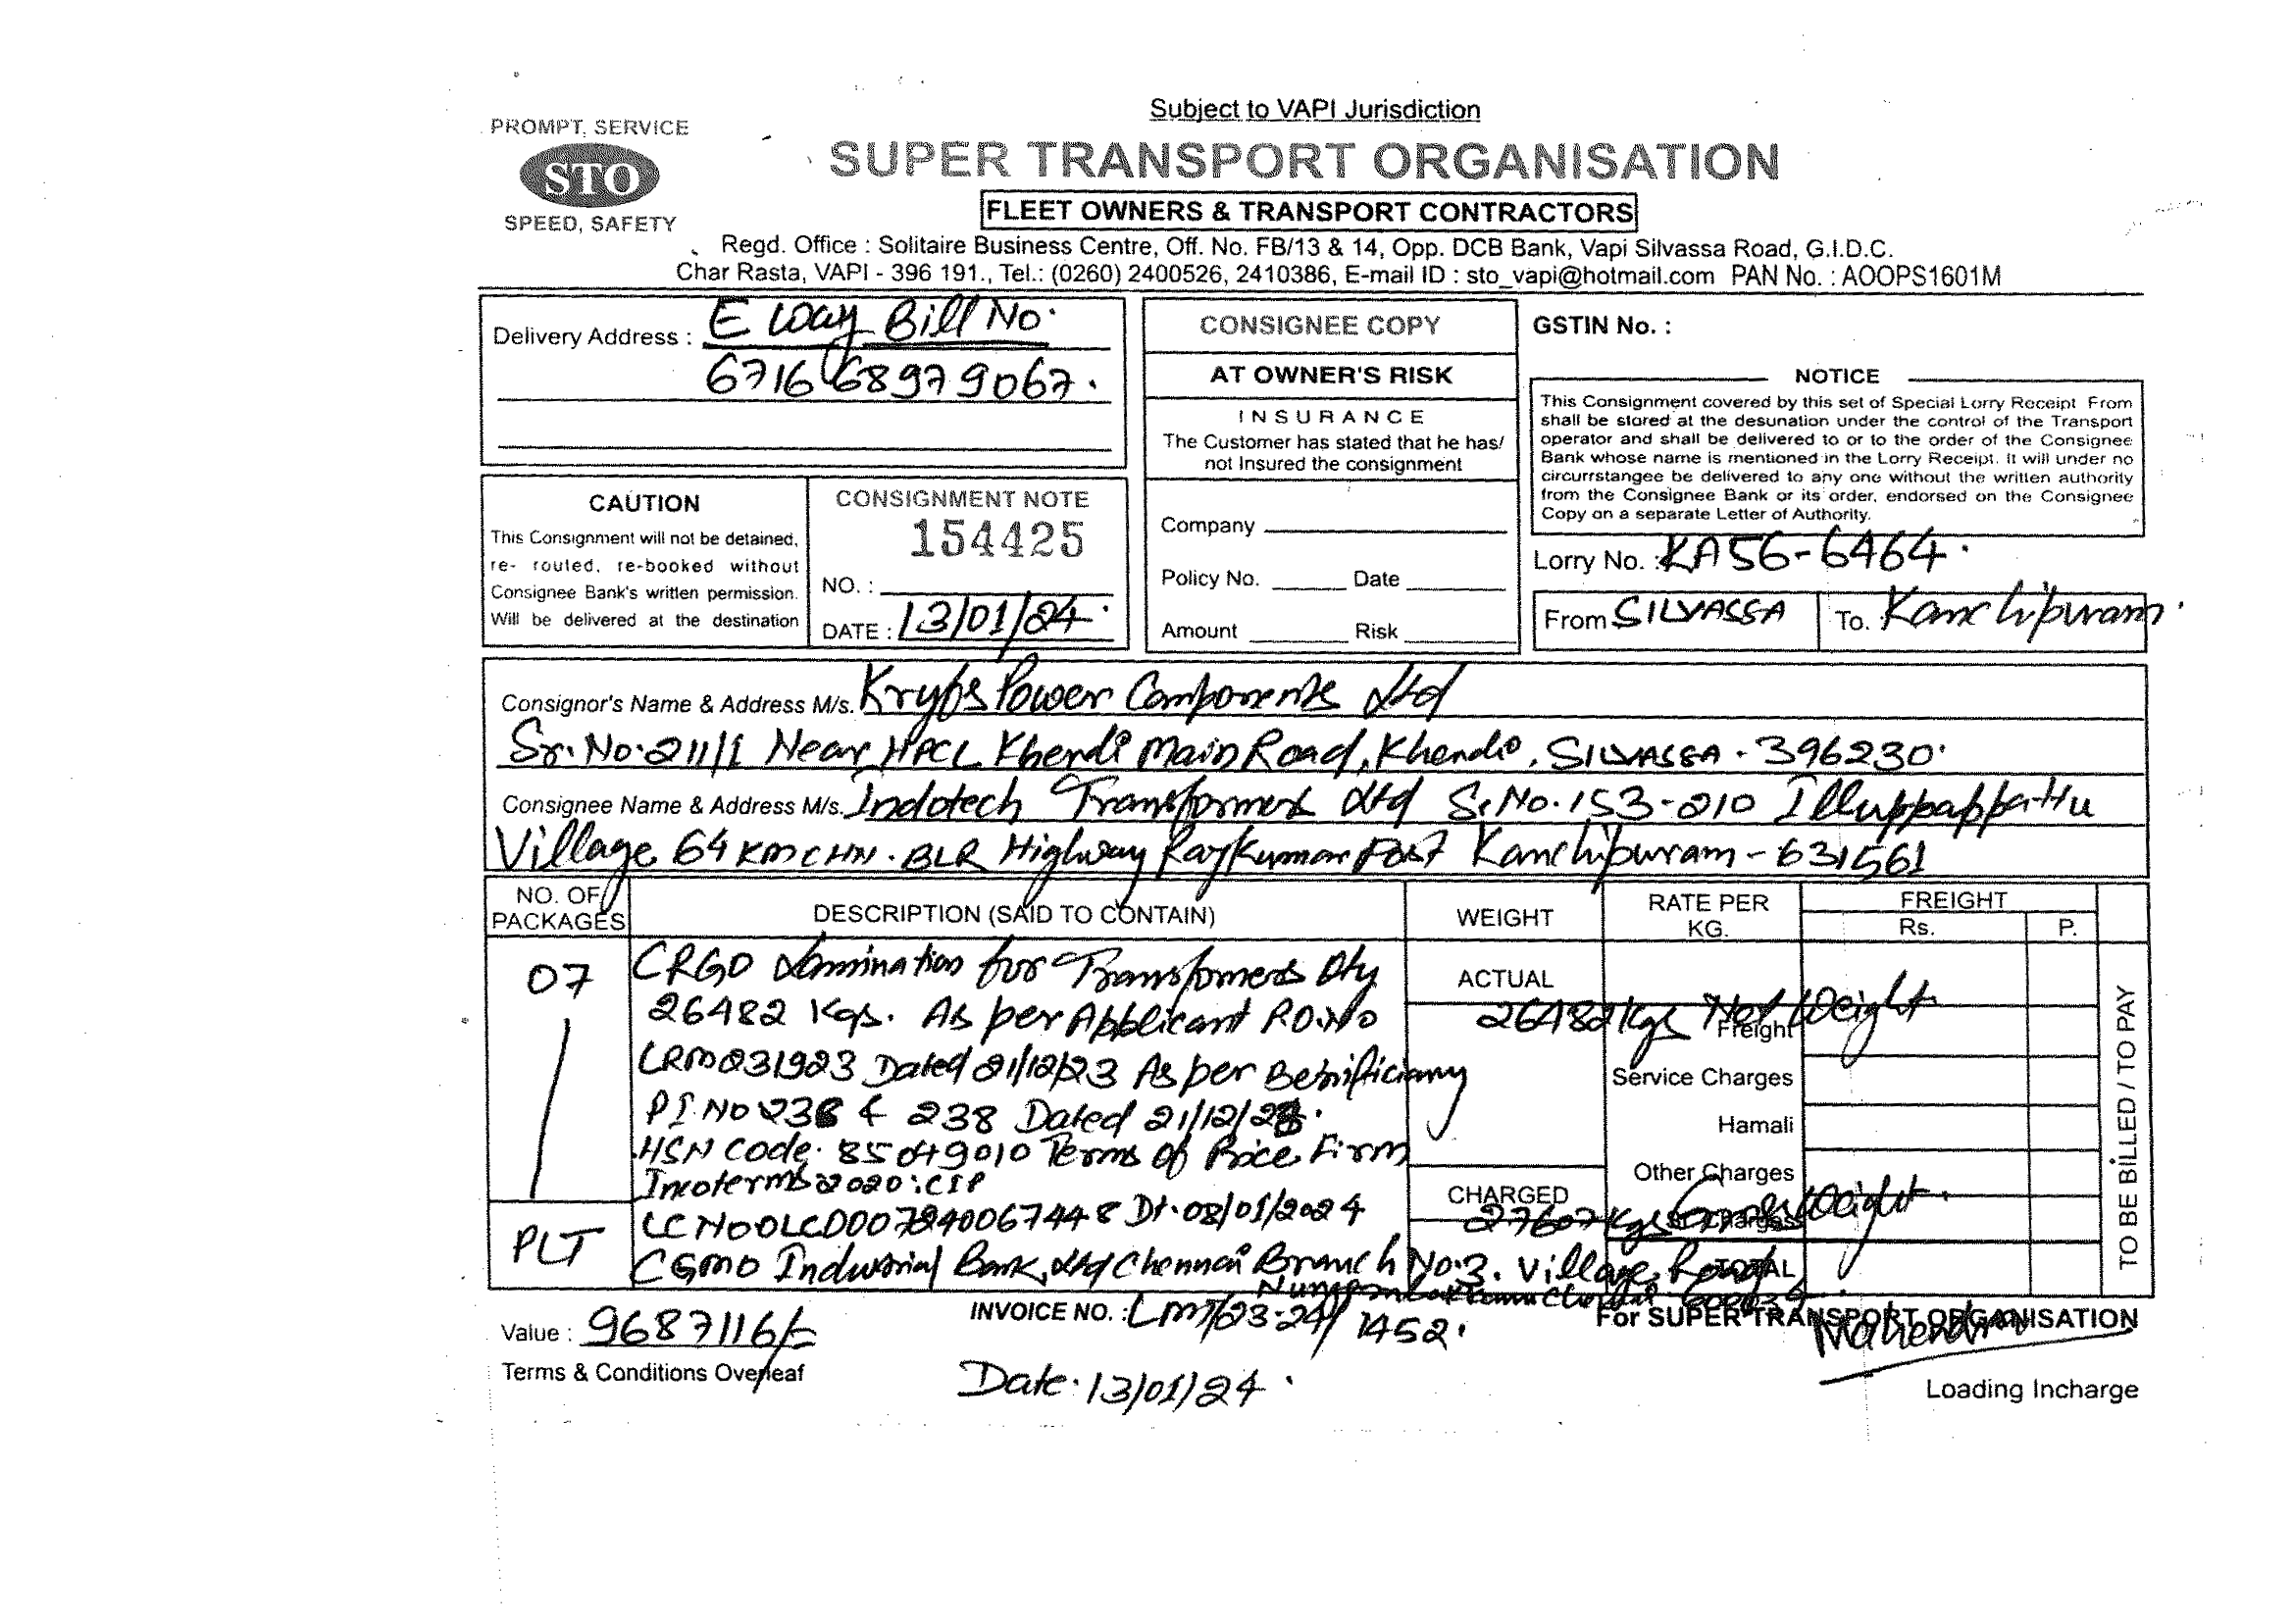 Subject to VAPI Jurisdiction
PROMPT, SERVICE
STO
SPEED, SAFETY
SUPER TRANSPORT ORGANISATION
FLEET OWNERS & TRANSPORT CONTRACTORS
Regd. Office : Solitaire Business Centre, Off. No. FB/13 & 14, Opp. DCB Bank, Vapi Silvassa Road, G.I.D.C.
Char Rasta, VAPI - 396 191., Tel.: (0260) 2400526, 2410386, E-mail ID : sto_vapi@hotmail.com PAN No. : AOOPS1601M
Delivery Address : E Way Bill No.
671668979067.
CONSIGNEE COPY
AT OWNER'S RISK
INSURANCE
The Customer has stated that he has/
not Insured the consignment
Company
Policy No. Date
Amount Risk
GSTIN No. :
NOTICE
This Consignment covered by this set of Special Lorry Receipt From
shall be stored at the desunation under the control of the Transport
operator and shall be delivered to or to the order of the Consignee
Bank whose name is mentioned in the Lorry Receipt. It will under no
circurrstangee be delivered to any one without the written authority
from the Consignee Bank or its order, endorsed on the Consignee
Copy on a separate Letter of Authority.
CAUTION
This Consignment will not be detained,
re- routed, re-booked without
Consignee Bank's written permission.
Will be delivered at the destination
CONSIGNMENT NOTE
154425
NO. :
DATE : 13/01/24.
Lorry No. : KA56-6464.
From SILVASSA To. Kanchipuram.
Consignor's Name & Address M/s. Kryfs Power Components Ltd
Sr. No. 211/1 Near HPCL Kherdi Main Road, Kherdi, SILVASSA - 396230.
Consignee Name & Address M/s. Indotech Transformers Ltd S.No. 153-210 Illuppappattu
Village 64 KM CHN-BLR Highway Post Kanchipuram - 631561
NO. OF PACKAGES
DESCRIPTION (SAID TO CONTAIN)
WEIGHT
RATE PER KG.
FREIGHT
Rs. P.
07
CRGO Lamination for Transformers Qty
26482 Kgs. As per Applicant P.O.No
LRM231923 Dated 21/12/23 As per
PI. No & 238 Dated 21/12/23.
HSN Code. 85049010 Terms of Price Firm
Incoterms 2020 : CIP
PLT
LC No 0LCD007240067448 Dt. 08/01/2024
Industrial Bank Ltd Chennai Branch No.3. Village Road
ACTUAL
26482 Kgs Net Weight
Freight
Service Charges
Hamali
Other Charges
CHARGED
27607 Kgs Gross Weight.
St. Charges
TOTAL
TO BE BILLED / TO PAY
Value : 9687116/=
INVOICE NO. : LMI/23-24/1452.
For SUPER TRANSPORT ORGANISATION
Mahendra
Terms & Conditions Overleaf
Date. 13/01/24.
Loading Incharge